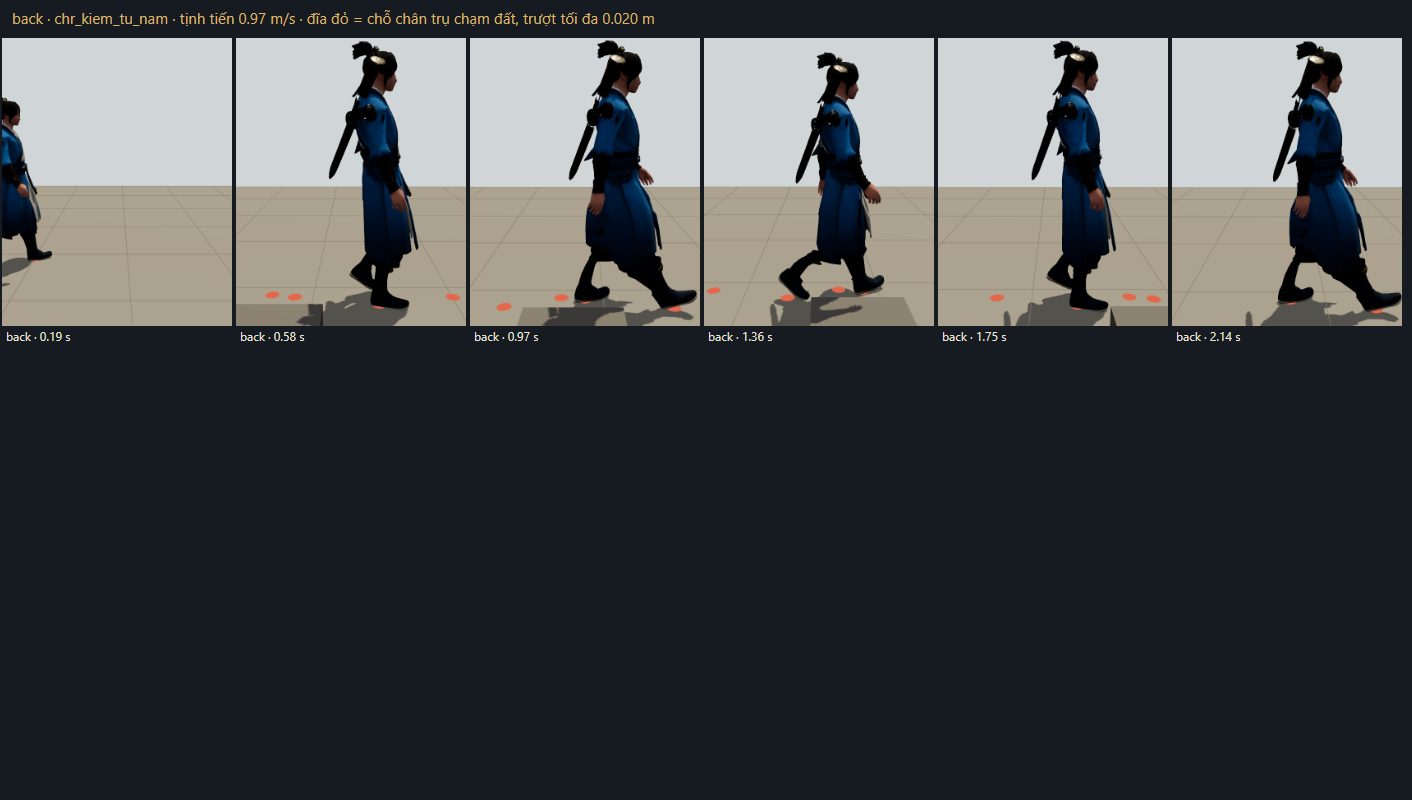 back · chr_kiem_tu_nam · tịnh tiến 0.97 m/s · đĩa đỏ = chỗ chân trụ chạm đất, trượt tối đa 0.020 m
back · 0.19 s
back · 0.58 s
back · 0.97 s
back · 1.36 s
back · 1.75 s
back · 2.14 s